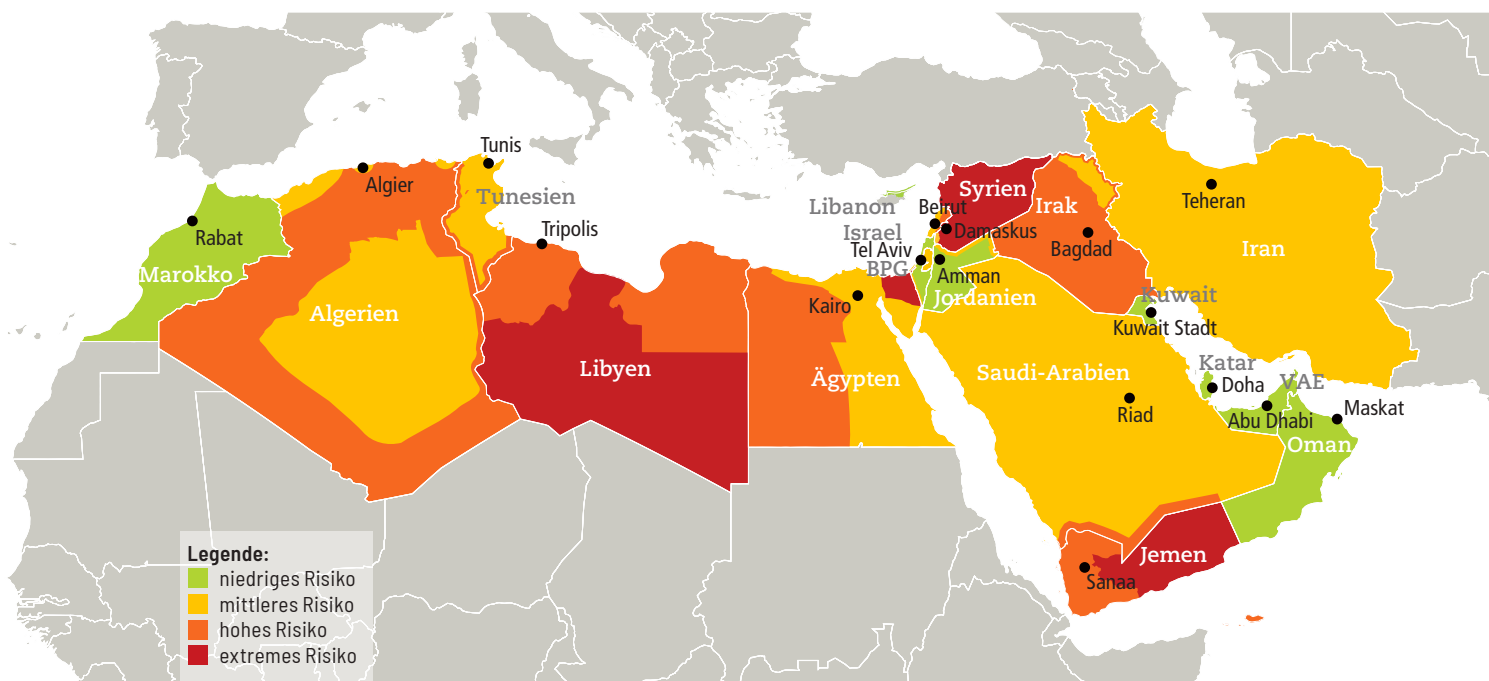 Tunis
Algier
Tunesien
Syrien
Teheran
Libanon
Beirut
Irak
Rabat
Tripolis
Israel
Damaskus
Tel Aviv
Bagdad
Iran
Marokko
BPG
Amman
Jordanien
Kuwait
Kairo
Algerien
Kuwait Stadt
Libyen
Ägypten
Saudi-Arabien
Katar
Doha
VAE
Riad
Maskat
Abu Dhabi
Oman
Jemen
Sanaa
Legende:
niedriges Risiko
mittleres Risiko
hohes Risiko
extremes Risiko